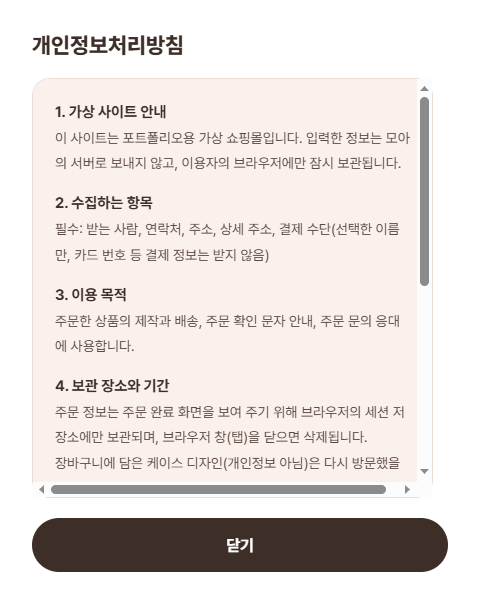 개인정보처리방침
1. 가상 사이트 안내
이 사이트는 포트폴리오용 가상 쇼핑몰입니다. 입력한 정보는 모아
의 서버로 보내지 않고, 이용자의 브라우저에만 잠시 보관됩니다.
2. 수집하는 항목
필수: 받는 사람, 연락처, 주소, 상세 주소, 결제 수단(선택한 이름
만, 카드 번호 등 결제 정보는 받지 않음)
3. 이용 목적
주문한 상품의 제작과 배송, 주문 확인 문자 안내, 주문 문의 응대
에 사용합니다.
4. 보관 장소와 기간
주문 정보는 주문 완료 화면을 보여 주기 위해 브라우저의 세션 저
장소에만 보관되며, 브라우저 창(탭)을 닫으면 삭제됩니다.
장바구니에 담은 케이스 디자인(개인정보 아님)은 다시 방문했을
닫기